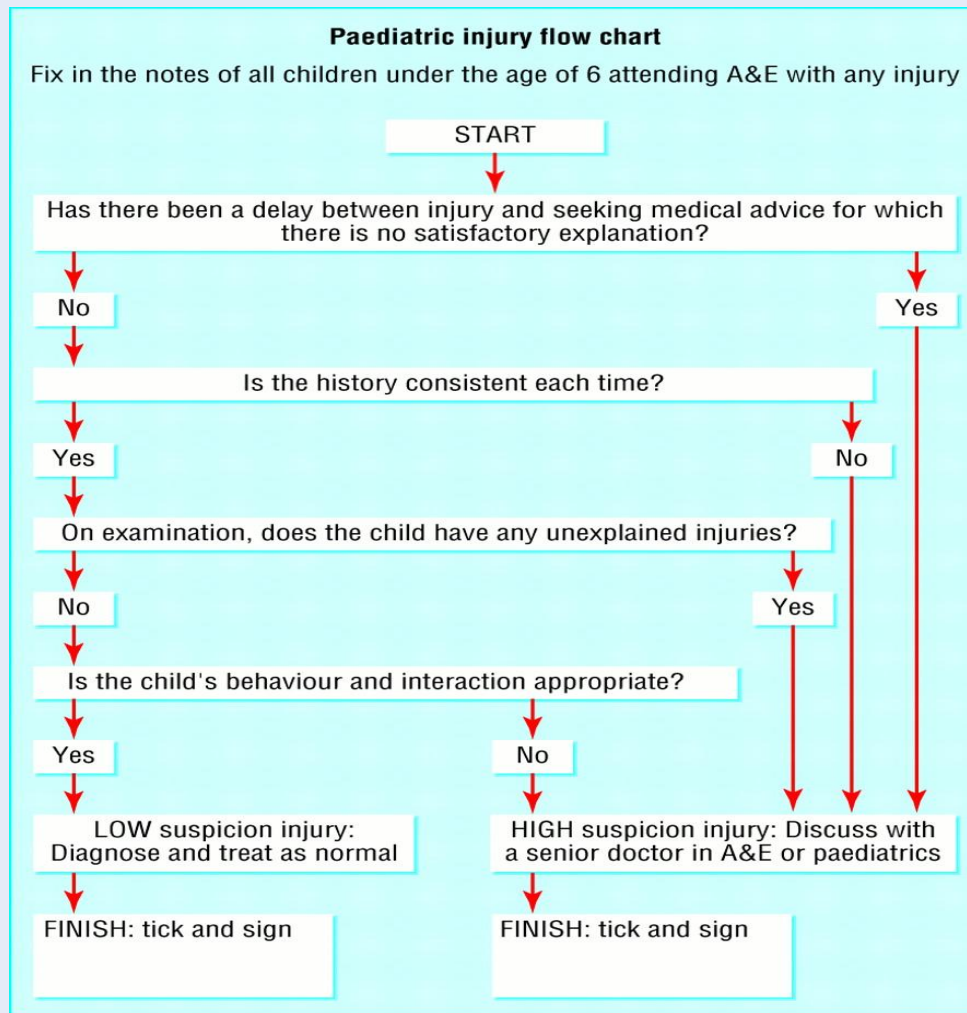 Paediatric injury flow chart
Fix in the notes of all children under the age of 6 attending A&E with any injury
START
Has there been a delay between injury and seeking medical advice for which
there is no satisfactory explanation?
No
Yes
Is the history consistent each time?
Yes
No
On examination, does the child have any unexplained injuries?
No
Yes
Is the child's behaviour and interaction appropriate?
Yes
No
LOW suspicion injury:
Diagnose and treat as normal
HIGH suspicion injury: Discuss with
a senior doctor in A&E or paediatrics
FINISH: tick and sign
FINISH: tick and sign